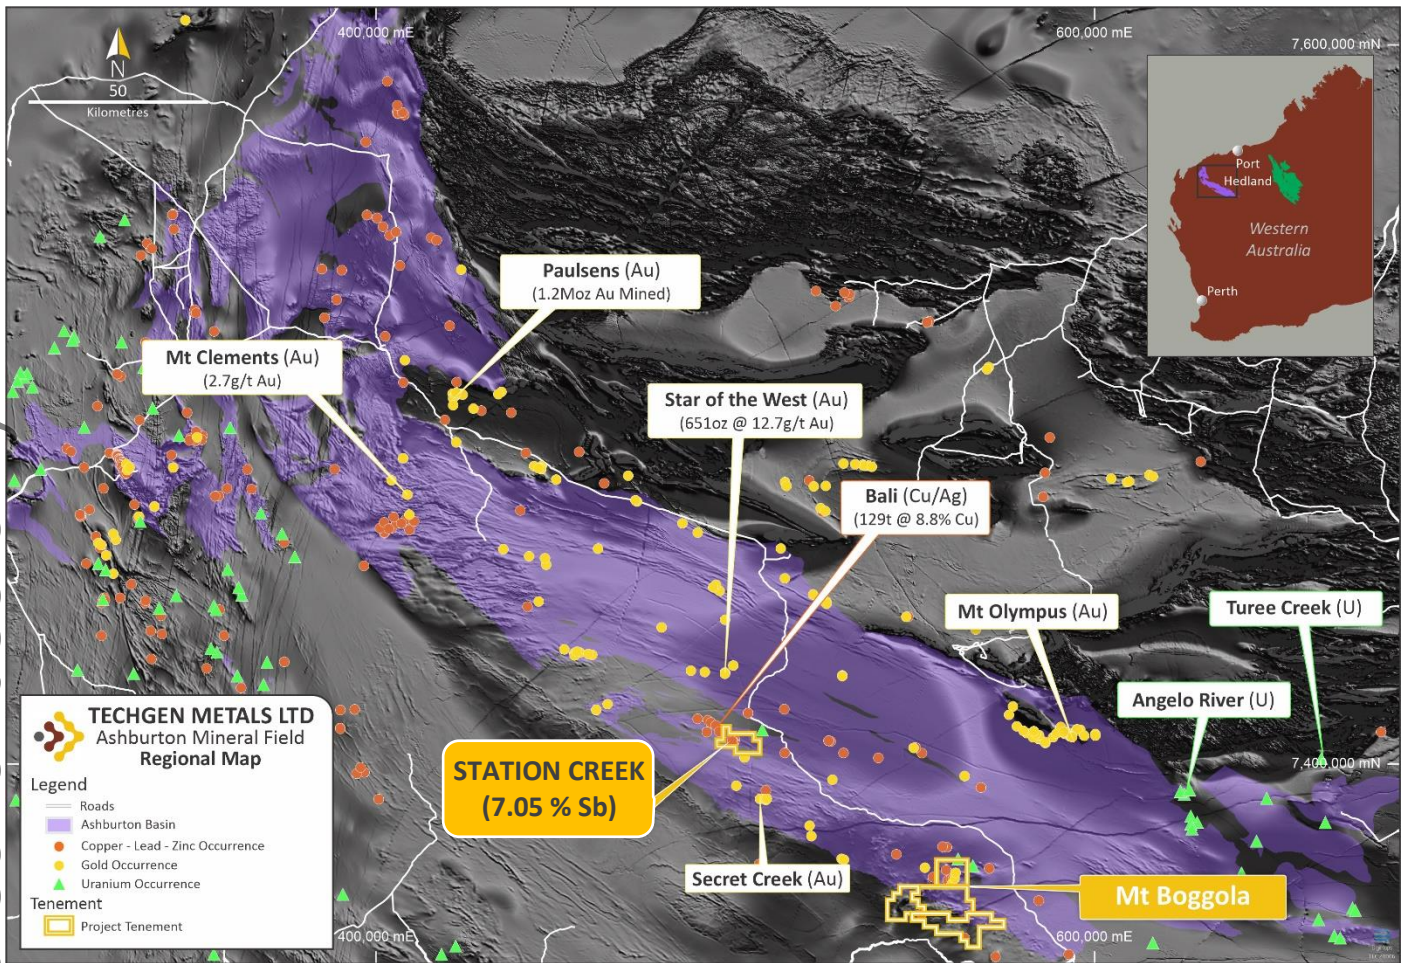 400,000 mE
600,000 mE
7,600,000 mN
N
50
Kilometres
Port
Hedland
Western
Australia
Perth
Paulsens (Au)
(1.2Moz Au Mined)
Mt Clements (Au)
(2.7g/t Au)
Star of the West (Au)
(651oz @ 12.7g/t Au)
Bali (Cu/Ag)
(129t @ 8.8% Cu)
Mt Olympus (Au)
Turee Creek (U)
Angelo River (U)
7,400,000 mN
STATION CREEK
(7.05 % Sb)
Secret Creek (Au)
Mt Boggola
400,000 mE
600,000 mE
TECHGEN METALS LTD
Ashburton Mineral Field
Regional Map
Legend
Roads
Ashburton Basin
Copper - Lead - Zinc Occurrence
Gold Occurrence
Uranium Occurrence
Tenement
Project Tenement